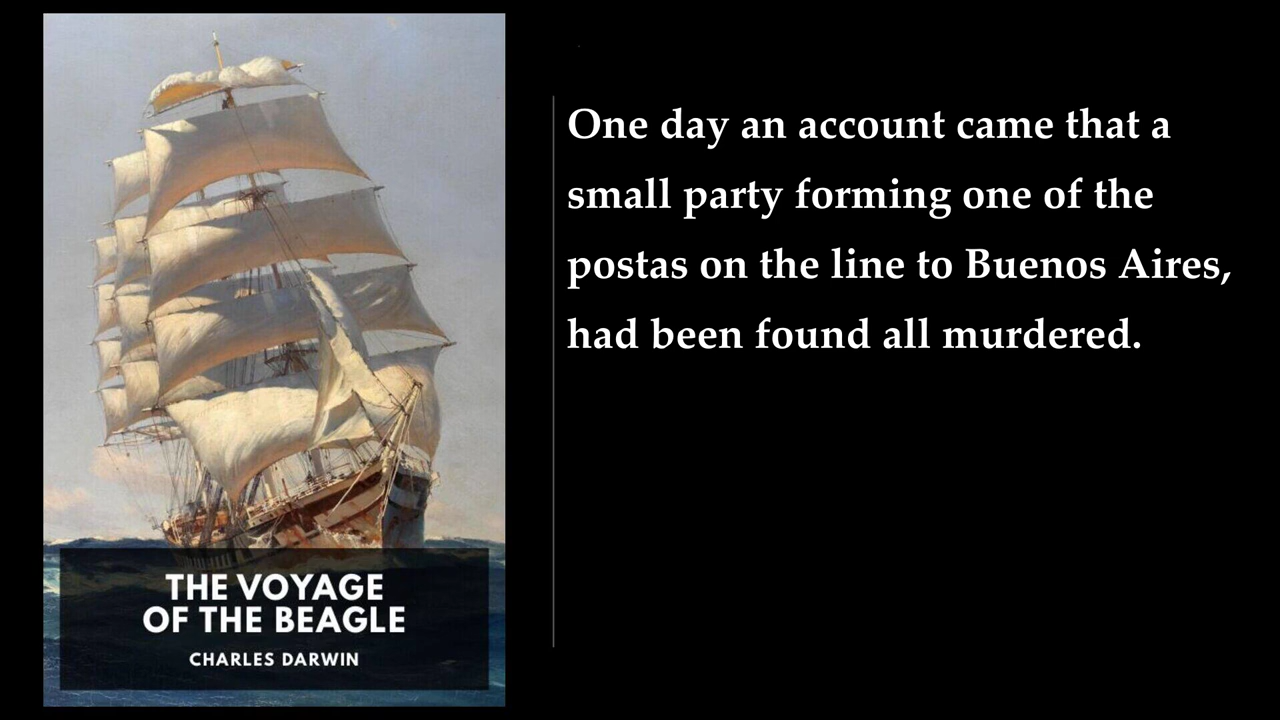 THE VOYAGE
OF THE BEAGLE
CHARLES DARWIN
One day an account came that a
small party forming one of the
postas on the line to Buenos Aires,
had been found all murdered.